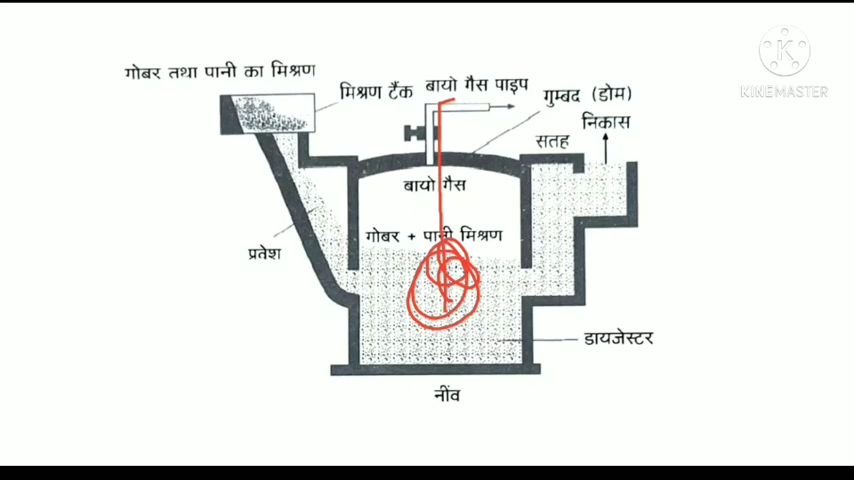 गोबर तथा पानी का मिश्रण
मिश्रण टैंक
बायो गैस पाइप
गुम्बद (डोम)
निकास
सतह
बायो गैस
गोबर + पानी मिश्रण
प्रवेश
डायजेस्टर
नींव
K
KINEMASTER